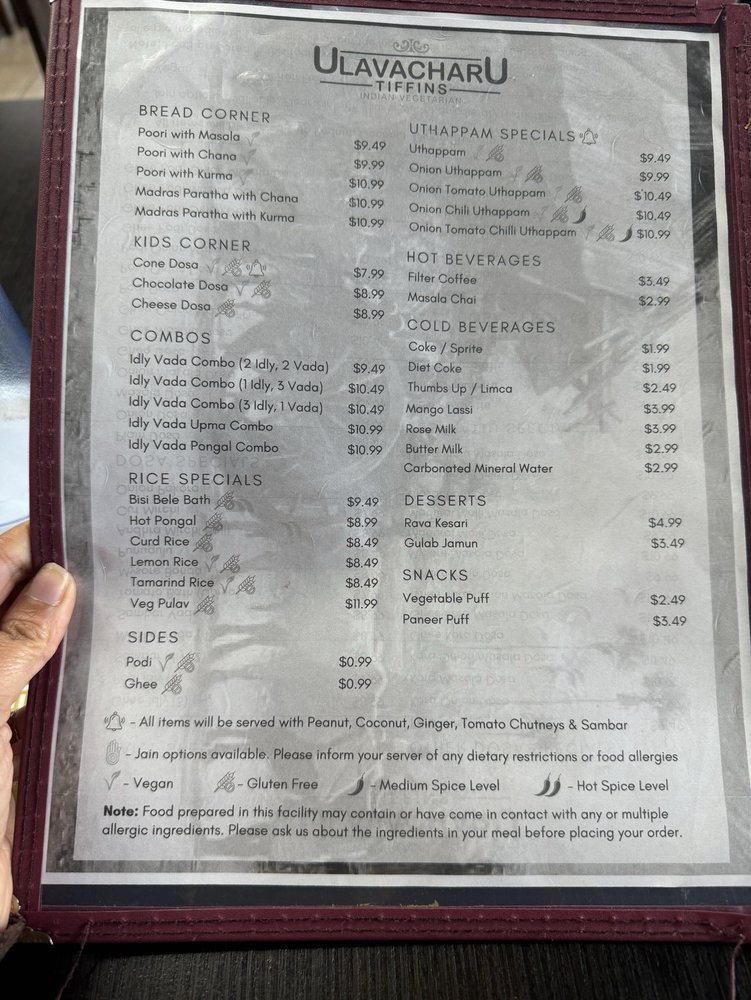 ULAVACHARU
TIFFINS
INDIAN VEGETARIAN
BREAD CORNER
Poori with Masala $9.49
Poori with Chana $9.99
Poori with Kurma $10.99
Madras Paratha with Chana $10.99
Madras Paratha with Kurma $10.99
KIDS CORNER
Cone Dosa $7.99
Chocolate Dosa $8.99
Cheese Dosa $8.99
COMBOS
Idly Vada Combo (2 Idly, 2 Vada) $9.49
Idly Vada Combo (1 Idly, 3 Vada) $10.49
Idly Vada Combo (3 Idly, 1 Vada) $10.49
Idly Vada Upma Combo $10.99
Idly Vada Pongal Combo $10.99
RICE SPECIALS
Bisi Bele Bath $9.49
Hot Pongal $8.99
Curd Rice $8.49
Lemon Rice $8.49
Tamarind Rice $8.49
Veg Pulav $11.99
SIDES
Podi $0.99
Ghee $0.99
UTHAPPAM SPECIALS
Uthappam $9.49
Onion Uthappam $9.99
Onion Tomato Uthappam $10.49
Onion Chili Uthappam $10.49
Onion Tomato Chilli Uthappam $10.99
HOT BEVERAGES
Filter Coffee $3.49
Masala Chai $2.99
COLD BEVERAGES
Coke / Sprite $1.99
Diet Coke $1.99
Thumbs Up / Limca $2.49
Mango Lassi $3.99
Rose Milk $3.99
Butter Milk $2.99
Carbonated Mineral Water $2.99
DESSERTS
Rava Kesari $4.99
Gulab Jamun $3.49
SNACKS
Vegetable Puff $2.49
Paneer Puff $3.49
- All items will be served with Peanut, Coconut, Ginger, Tomato Chutneys & Sambar
- Jain options available. Please inform your server of any dietary restrictions or food allergies
- Vegan - Gluten Free - Medium Spice Level - Hot Spice Level
Note: Food prepared in this facility may contain or have come in contact with any or multiple
allergic ingredients. Please ask us about the ingredients in your meal before placing your order.